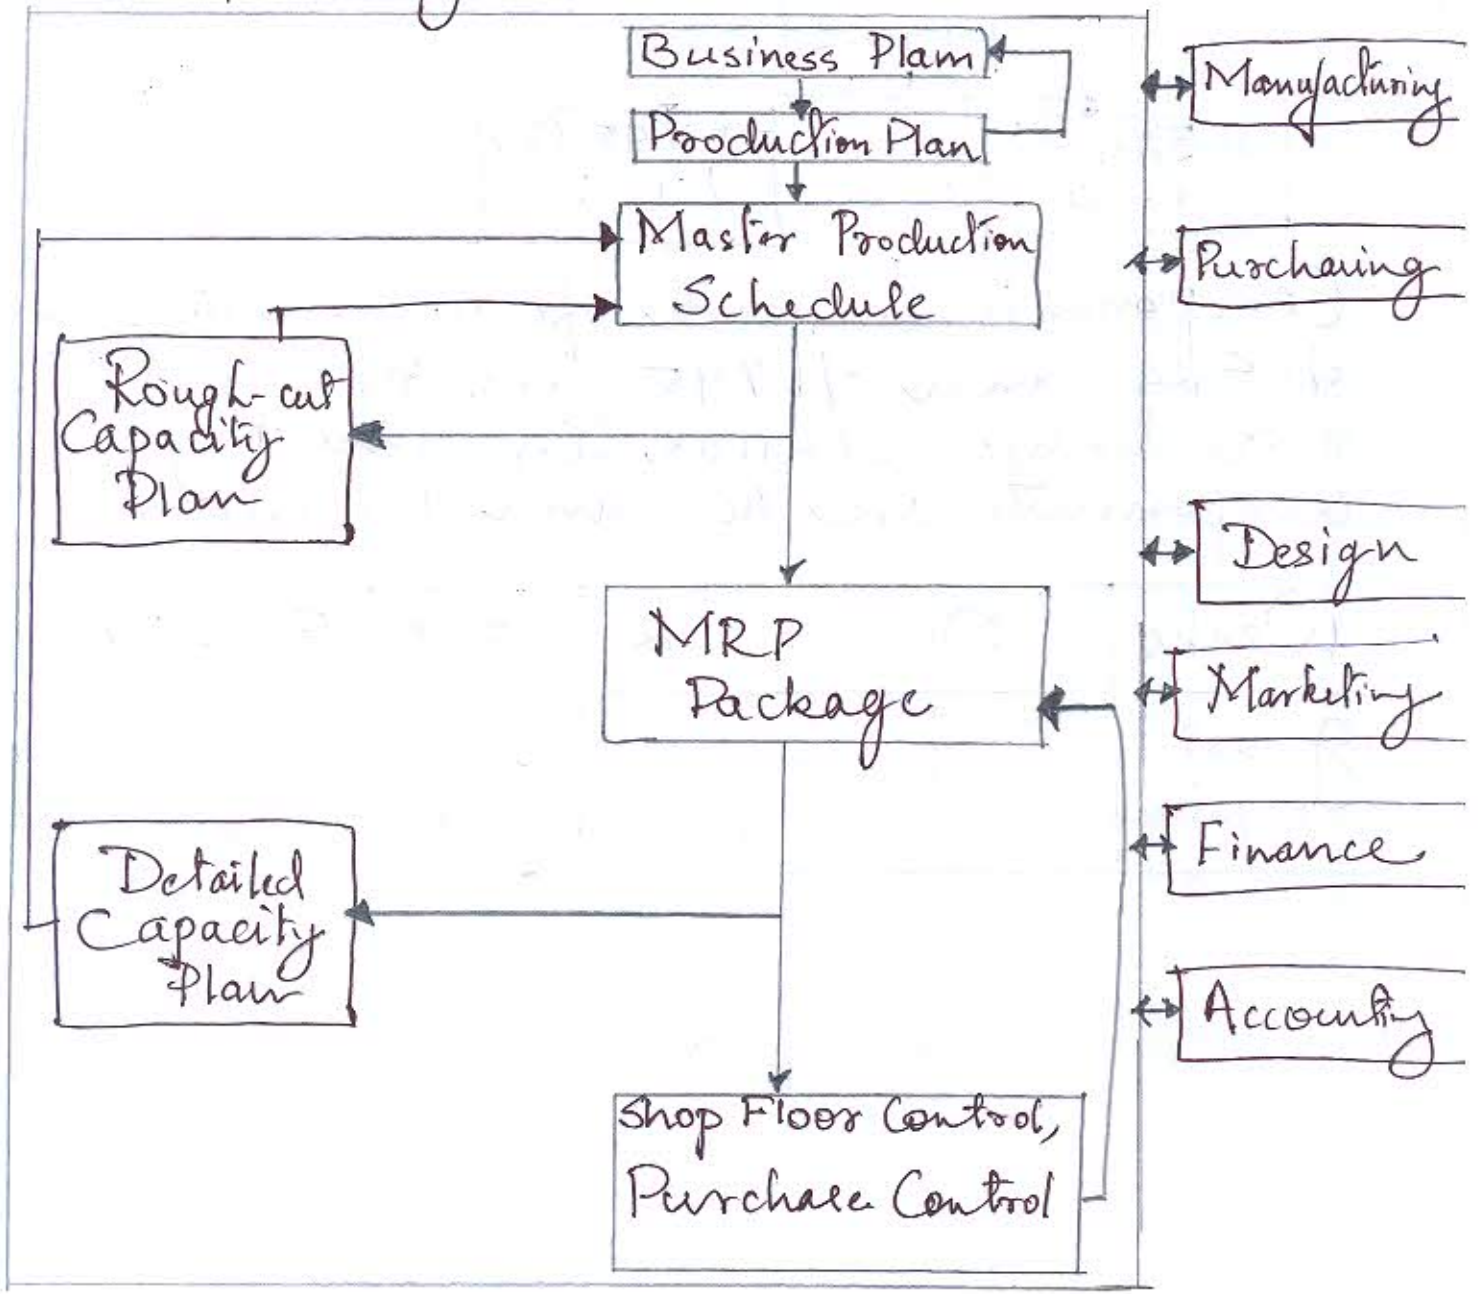 Business Plan
Production Plan
Master Production
Schedule
Rough-cut
Capacity
Plan
MRP
Package
Detailed
Capacity
Plan
Shop Floor Control,
Purchase Control
Manufacturing
Purchasing
Design
Marketing
Finance
Accounting